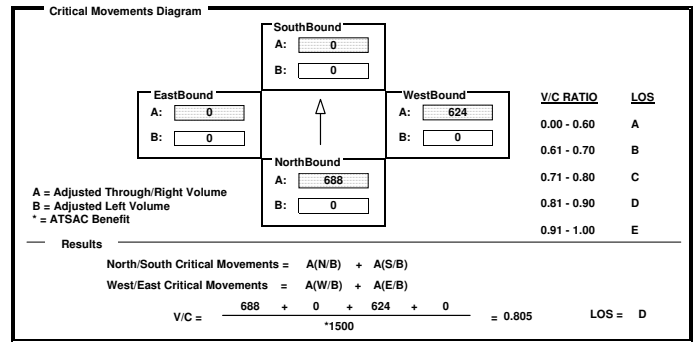 Critical Movements Diagram
SouthBound
A: 0
B: 0
EastBound
A: 0
B: 0
WestBound
A: 624
B: 0
NorthBound
A: 688
B: 0
V/C RATIO LOS
0.00 - 0.60 A
0.61 - 0.70 B
0.71 - 0.80 C
0.81 - 0.90 D
0.91 - 1.00 E
A = Adjusted Through/Right Volume
B = Adjusted Left Volume
* = ATSAC Benefit
Results
North/South Critical Movements = A(N/B) + A(S/B)
West/East Critical Movements = A(W/B) + A(E/B)
V/C = 688 + 0 + 624 + 0 = 0.805 LOS = D
*1500